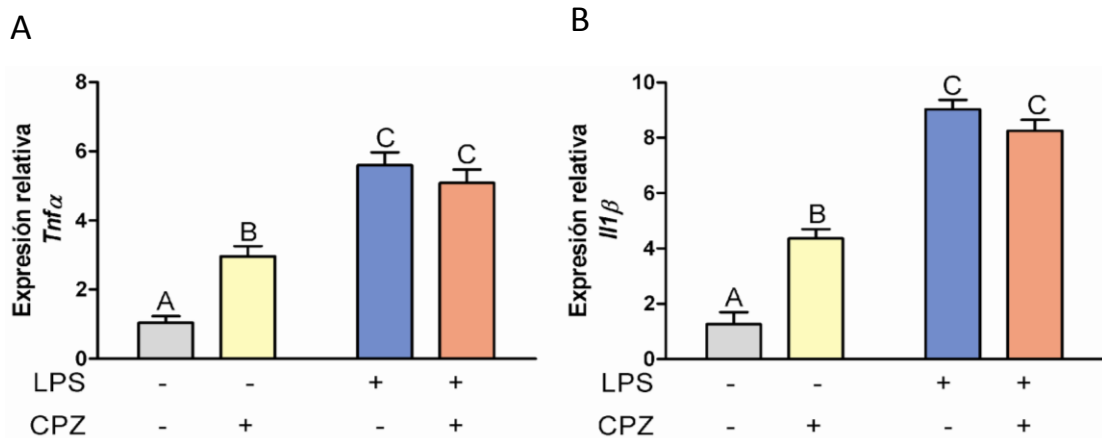 A
Expresión relativa
Tnfα
8
6
4
2
0
A
B
C
C
LPS - - + +
CPZ - + - +
B
Expresión relativa
Il1β
10
8
6
4
2
0
A
B
C
C
LPS - - + +
CPZ - + - +